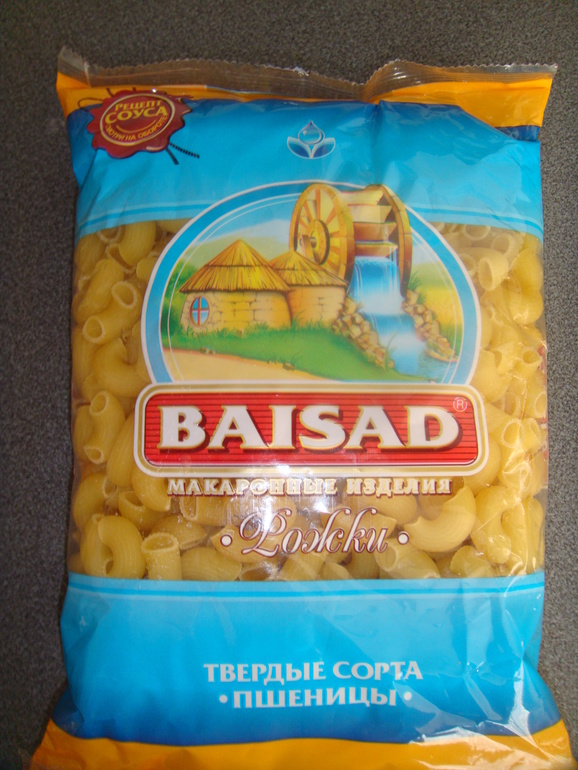 РЕЦЕПТ
СОУСА
BAISAD ®
МАКАРОННЫЕ ИЗДЕЛИЯ
• Рожки •
ТВЕРДЫЕ СОРТА
• ПШЕНИЦЫ •